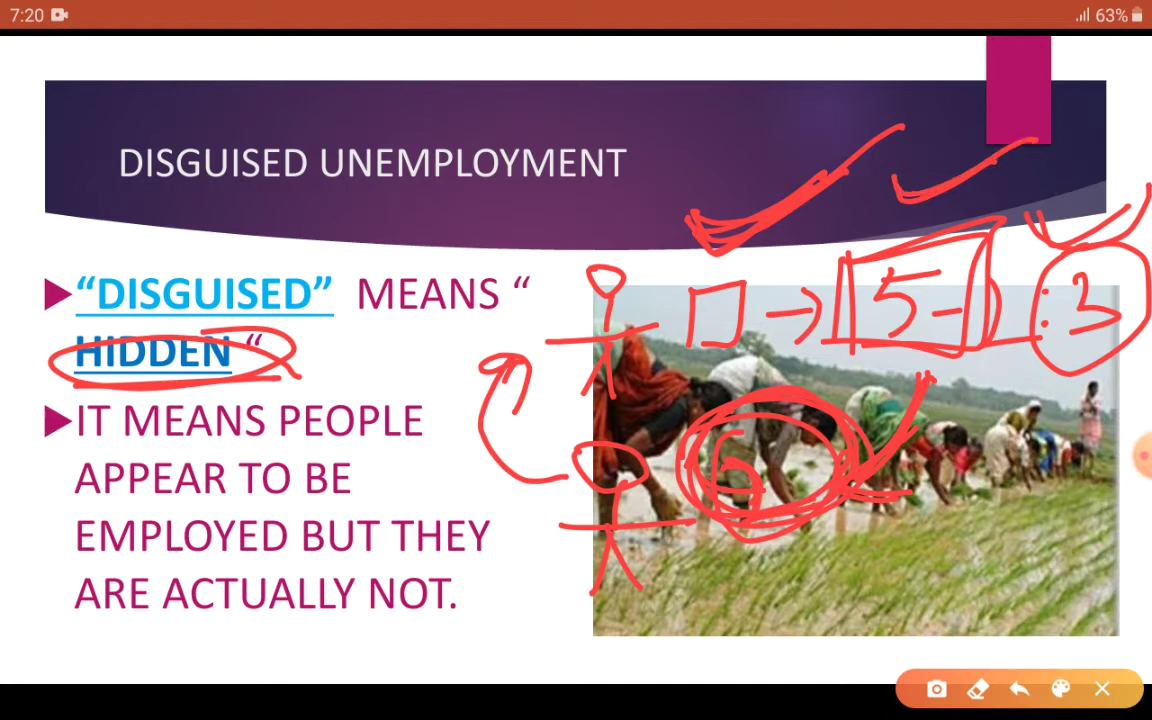 7:20
63%
DISGUISED UNEMPLOYMENT
“DISGUISED” MEANS “
HIDDEN “
IT MEANS PEOPLE
APPEAR TO BE
EMPLOYED BUT THEY
ARE ACTUALLY NOT.
5
3